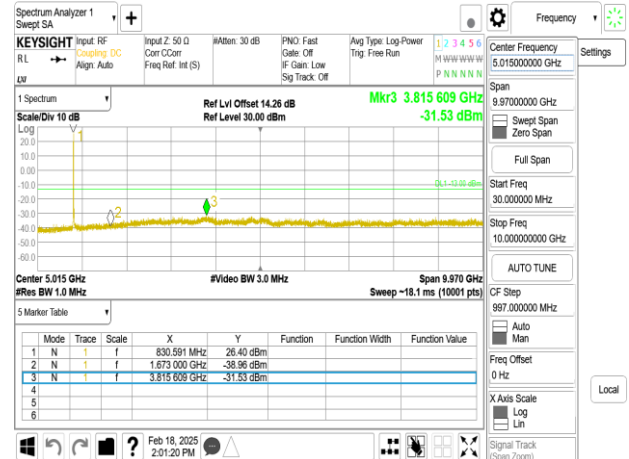 Spectrum Analyzer 1
Swept SA
Frequency
KEYSIGHT Input: RF Input Z: 50 Ω #Atten: 30 dB PNO: Fast Avg Type: Log-Power 1 2 3 4 5 6
RL Coupling: DC Corr CCorr Gate: Off Trig: Free Run M W W W W W
Align: Auto Freq Ref: Int (S) IF Gain: Low
Sig Track: Off P N N N N N
LXI
Center Frequency
5.015000000 GHz
Settings
1 Spectrum
Ref Lvl Offset 14.26 dB
Mkr3 3.815 609 GHz
Scale/Div 10 dB
Ref Level 30.00 dBm
-31.53 dBm
Span
9.97000000 GHz
Swept Span
Zero Span
Full Span
Start Freq
30.000000 MHz
Stop Freq
10.000000000 GHz
AUTO TUNE
CF Step
997.000000 MHz
Auto
Man
Freq Offset
0 Hz
X Axis Scale
Log
Lin
Local
Signal Track
(Span Zoom)
Log
20.0
10.0
0.00
-10.0
-20.0
-30.0
-40.0
-50.0
-60.0
1
2
3
DL1 -13.00 dBm
Center 5.015 GHz #Video BW 3.0 MHz Span 9.970 GHz
#Res BW 1.0 MHz Sweep ~18.1 ms (10001 pts)
5 Marker Table
Mode Trace Scale X Y Function Function Width Function Value
1 N 1 f 830.591 MHz 26.40 dBm
2 N 1 f 1.673 000 GHz -38.96 dBm
3 N 1 f 3.815 609 GHz -31.53 dBm
4
5
6
?
Feb 18, 2025
2:01:20 PM